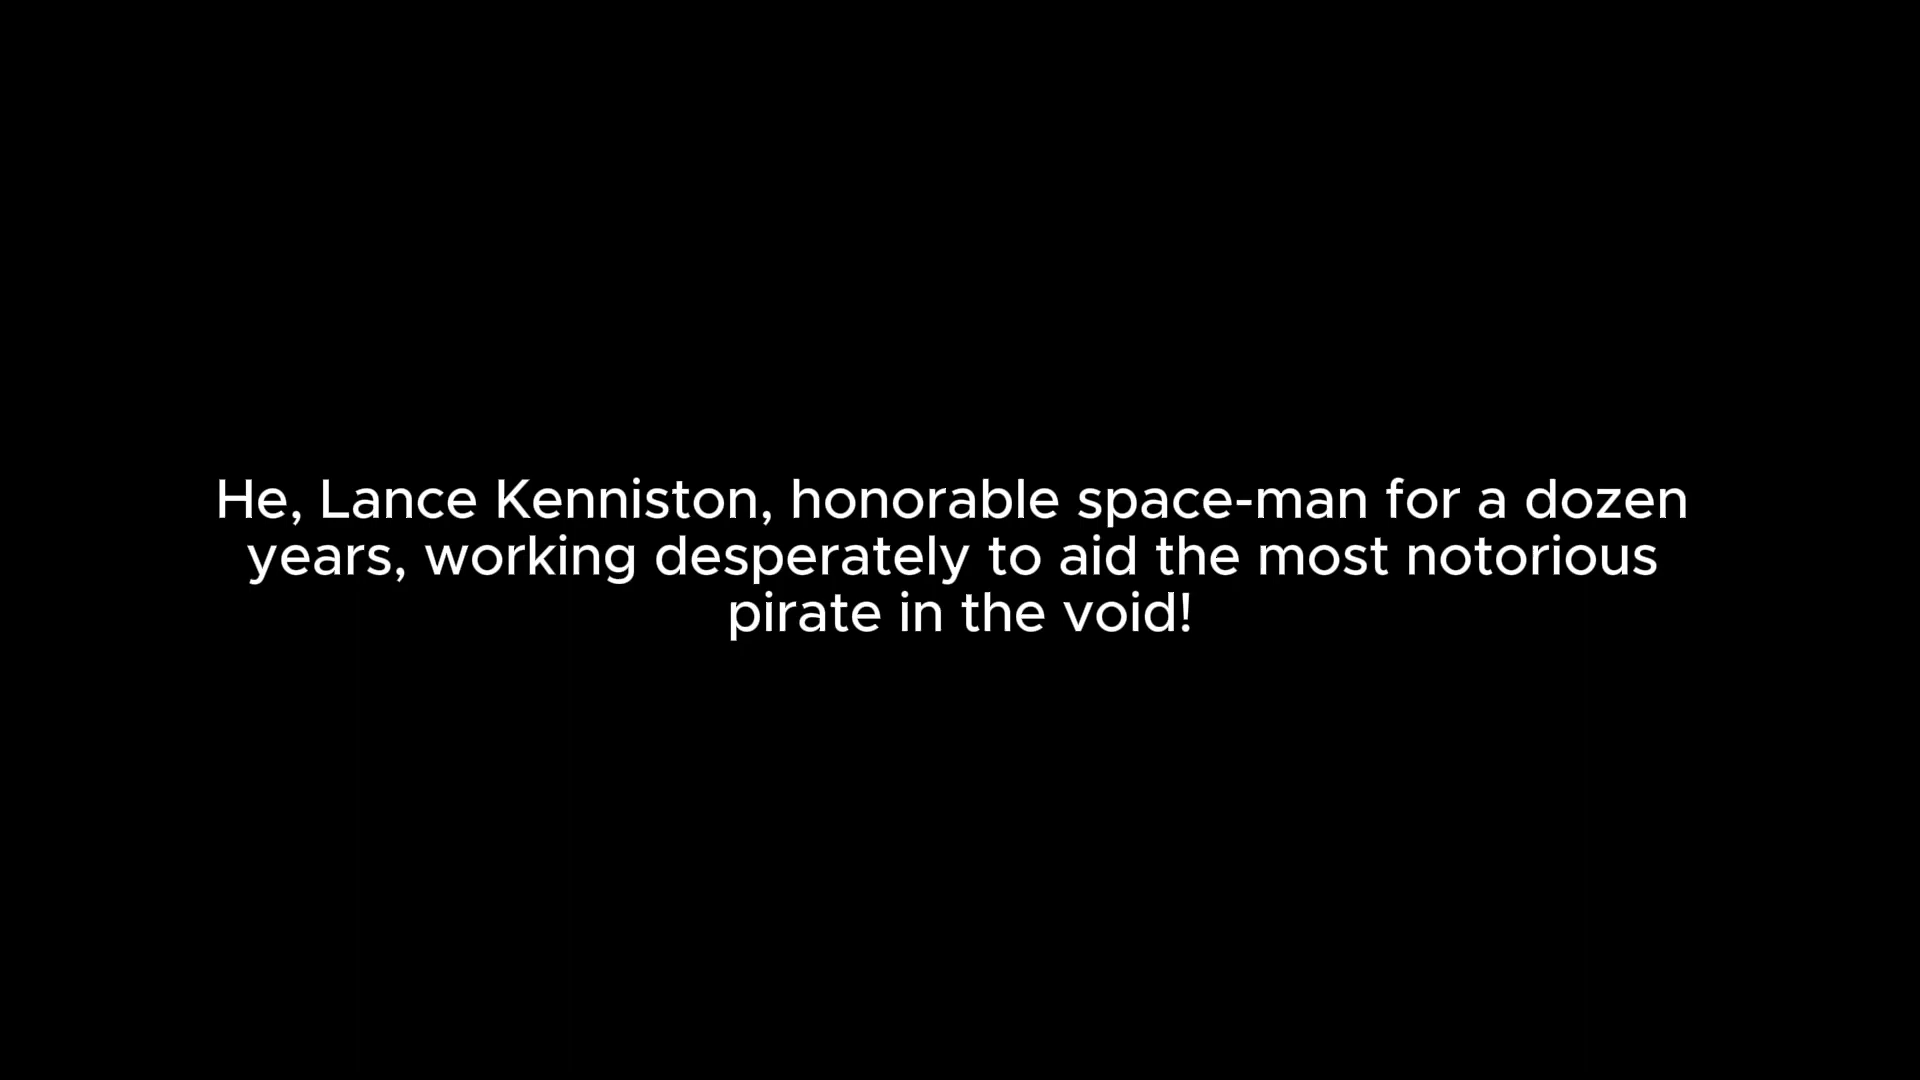 He, Lance Kenniston, honorable space-man for a dozen
years, working desperately to aid the most notorious
pirate in the void!